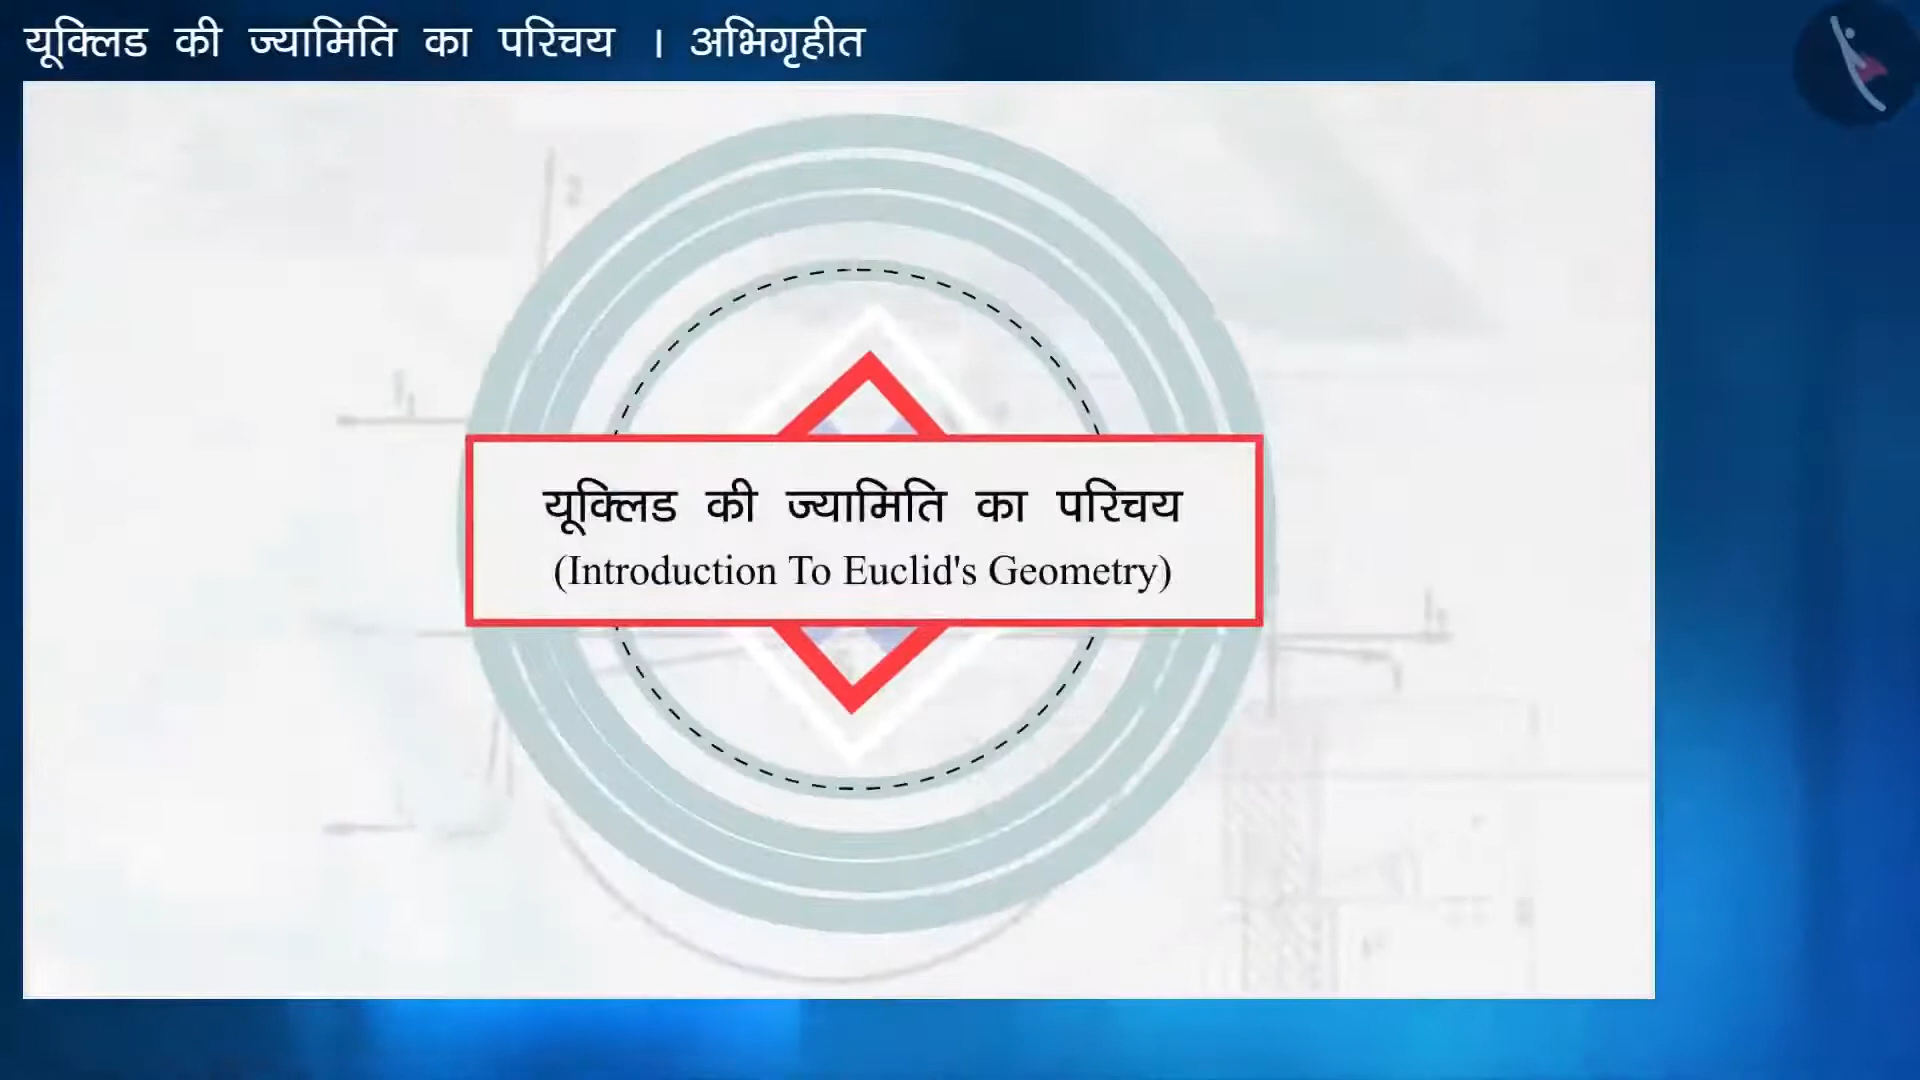 यूक्लिड की ज्यामिति का परिचय । अभिगृहीत
यूक्लिड की ज्यामिति का परिचय
(Introduction To Euclid's Geometry)